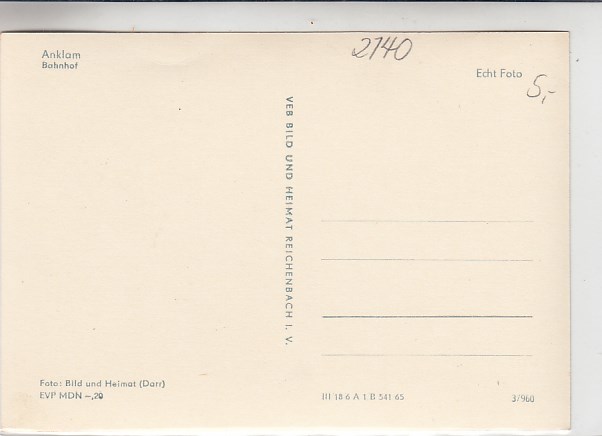 Anklam
Bahnhof
2140
Echt Foto
5,-
VEB BILD UND HEIMAT REICHENBACH I. V.
Foto: Bild und Heimat (Darr)
EVP MDN -,20
III 18 6 A 1 B 541 65
3/960